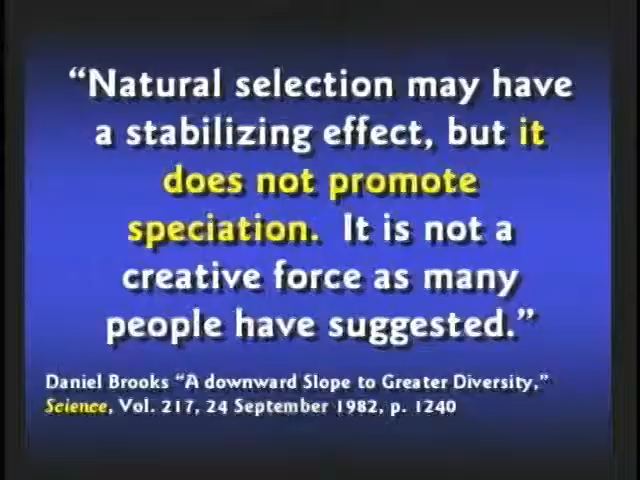 “Natural selection may have
a stabilizing effect, but it
does not promote
speciation. It is not a
creative force as many
people have suggested.”
Daniel Brooks “A downward Slope to Greater Diversity,”
Science, Vol. 217, 24 September 1982, p. 1240